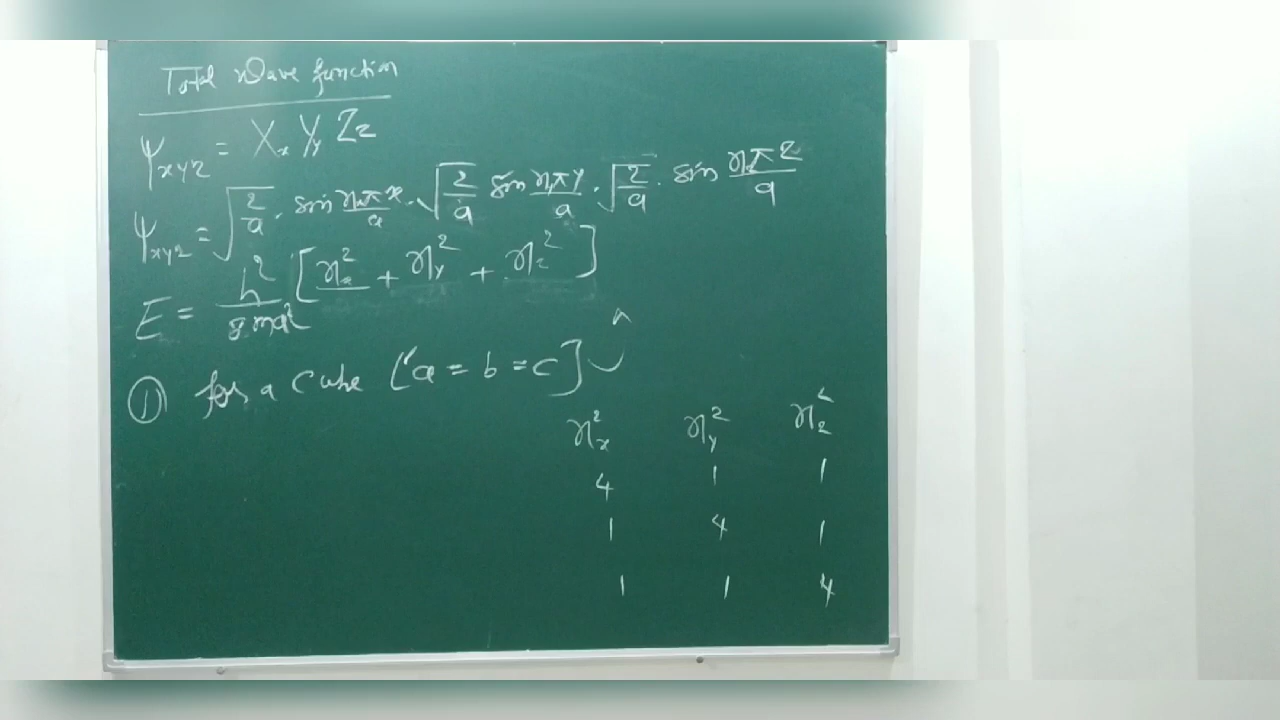 Total Wave function
Ψxyz = Xx Yy Zz
Ψxyz = √(2/a) . sin nxπx/a . √(2/a) sin nyπy/a . √(2/a) . sin nzπz/a
E = h²/8ma² [nx² + ny² + nz²]
① for a cube [a = b = c]
nx² ny² nz²
4 1 1
1 4 1
1 1 4